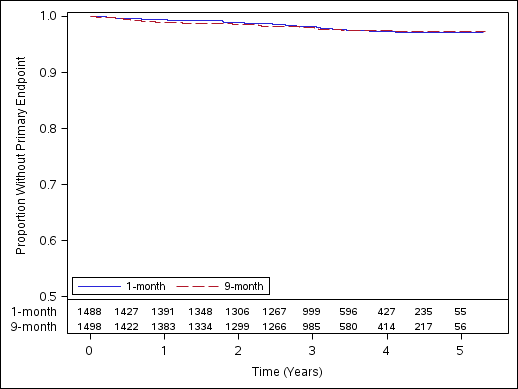 1.0
0.9
0.8
0.7
0.6
0.5
Proportion Without Primary Endpoint
1-month 9-month
1-month 1488 1427 1391 1348 1306 1267 999 596 427 235 55
9-month 1498 1422 1383 1334 1299 1266 985 580 414 217 56
0 1 2 3 4 5
Time (Years)